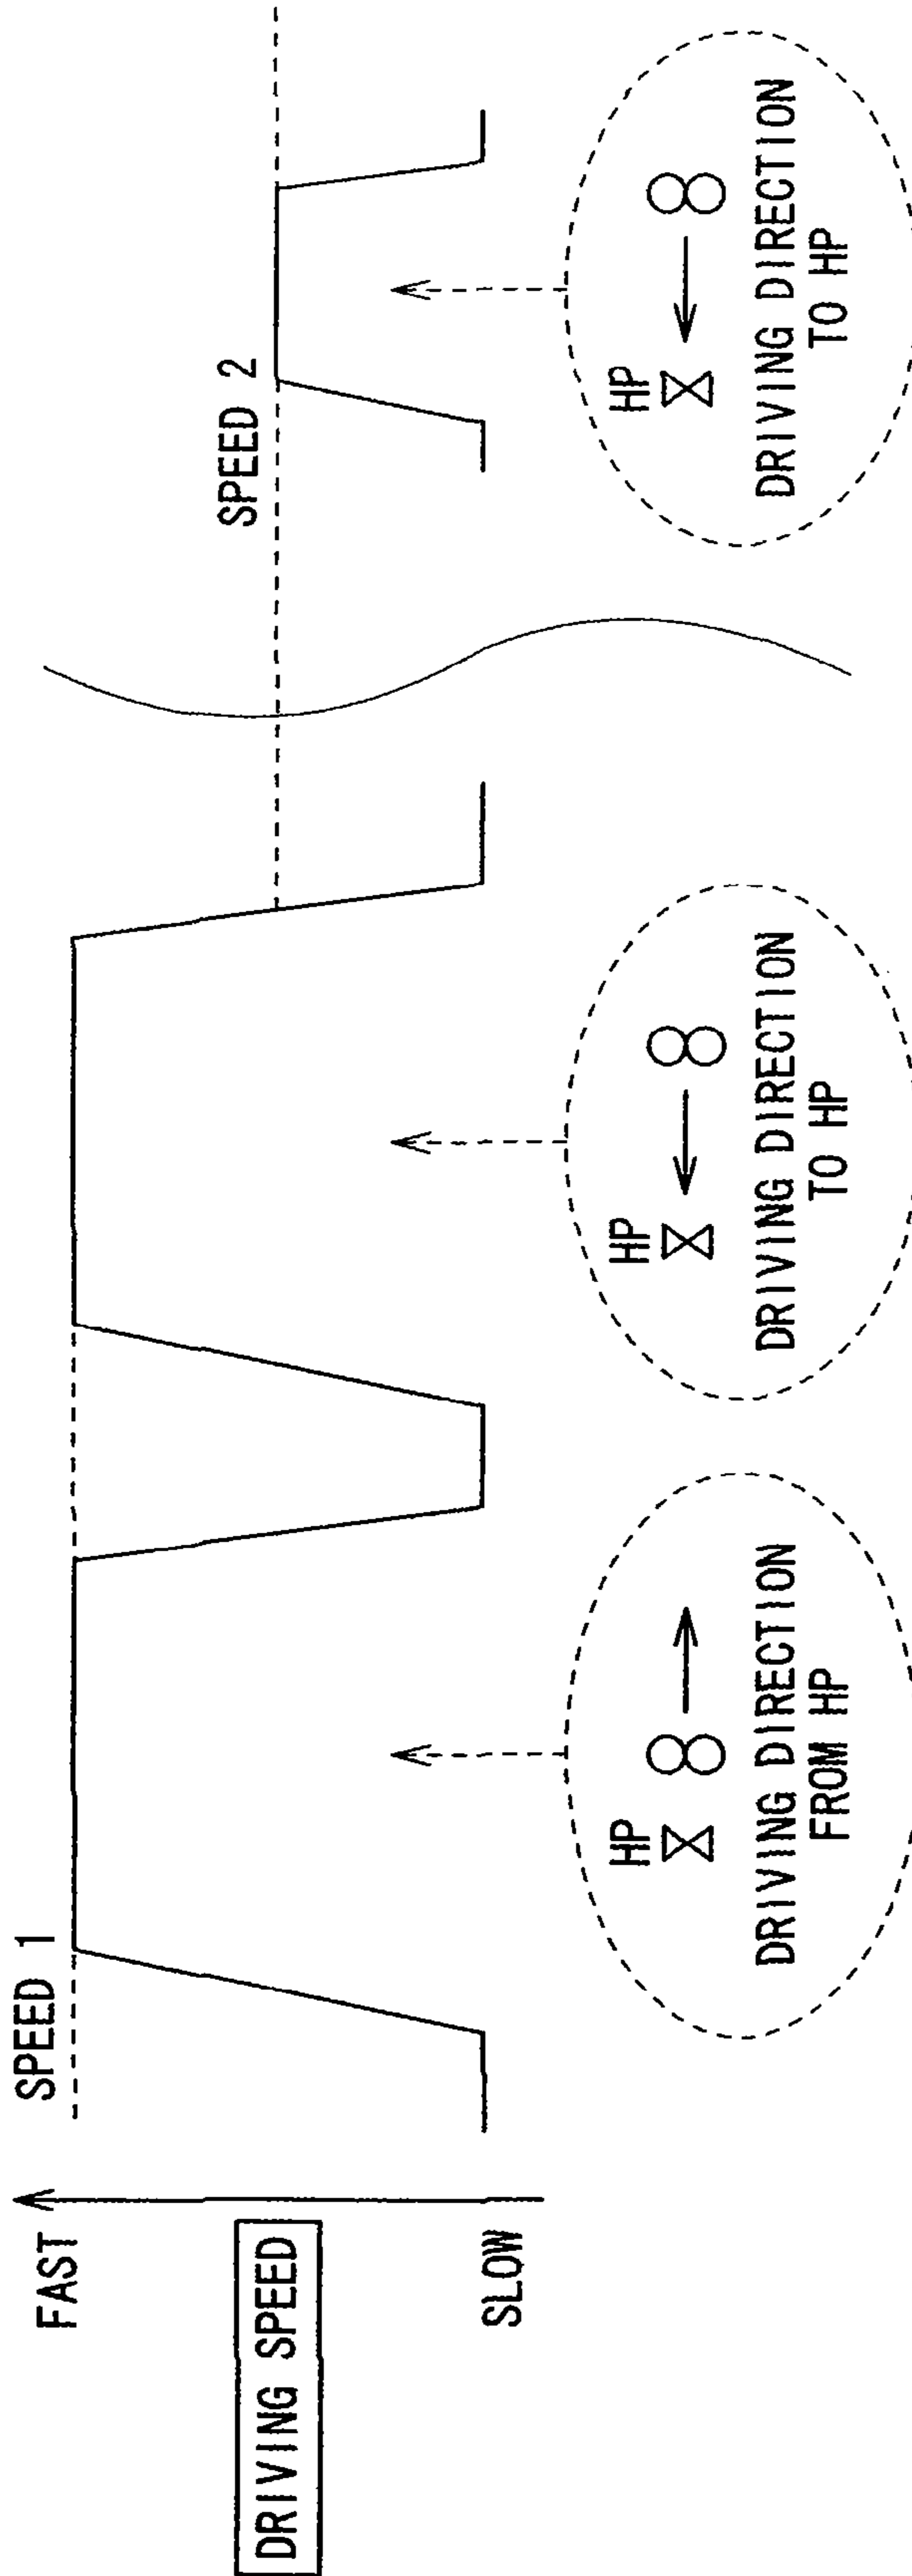 FAST
DRIVING SPEED
SLOW
SPEED 1
SPEED 2
HP
DRIVING DIRECTION
FROM HP
HP
DRIVING DIRECTION
TO HP
HP
DRIVING DIRECTION
TO HP